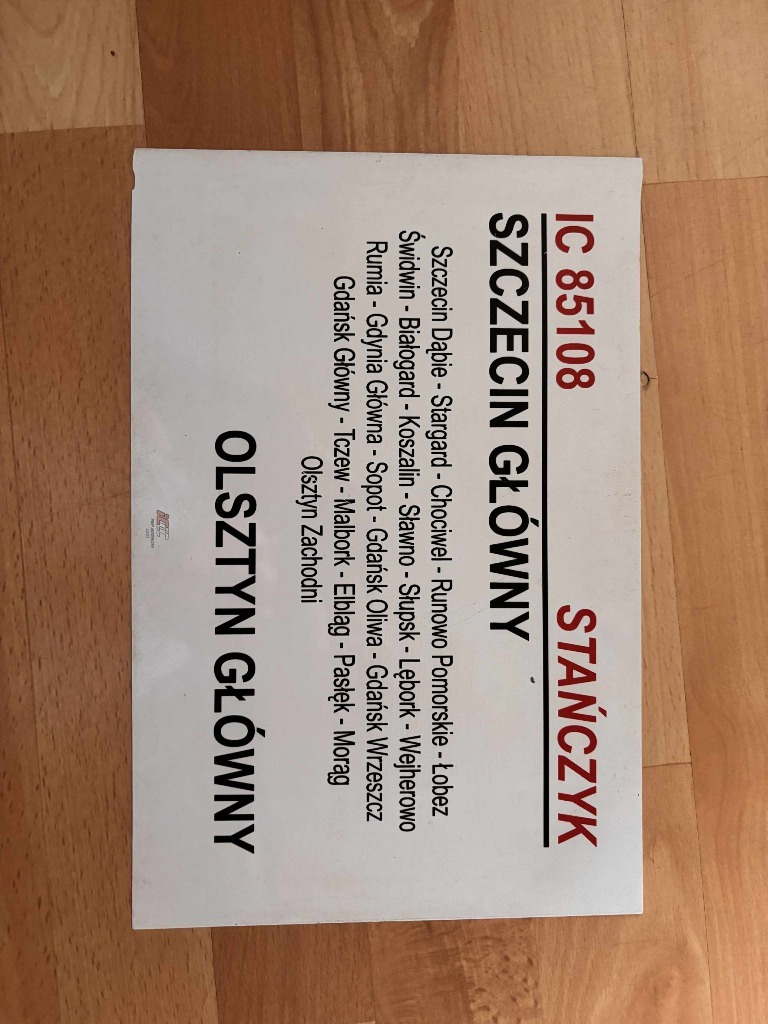 IC 85108 STAŃCZYK
SZCZECIN GŁÓWNY
Szczecin Dąbie - Stargard - Chociwel - Runowo Pomorskie - Łobez
Świdwin - Białogard - Koszalin - Sławno - Słupsk - Lębork - Wejherowo
Rumia - Gdynia Główna - Sopot - Gdańsk Oliwa - Gdańsk Wrzeszcz
Gdańsk Główny - Tczew - Malbork - Elbląg - Pasłęk - Morąg
Olsztyn Zachodni
OLSZTYN GŁÓWNY